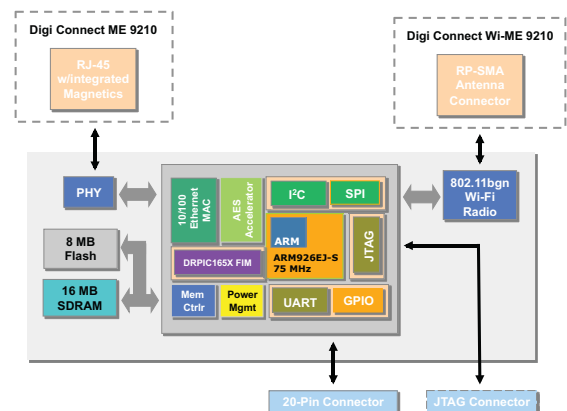 Digi Connect ME 9210
RJ-45
w/integrated
Magnetics
Digi Connect Wi-ME 9210
RP-SMA
Antenna
Connector
PHY
10/100
Ethernet
MAC
AES
Accelerator
I²C
SPI
802.11bgn
Wi-Fi
Radio
8 MB
Flash
ARM
ARM926EJ-S
75 MHz
JTAG
DRPIC165X FIM
16 MB
SDRAM
Mem
Ctrlr
Power
Mgmt
UART
GPIO
20-Pin Connector
JTAG Connector